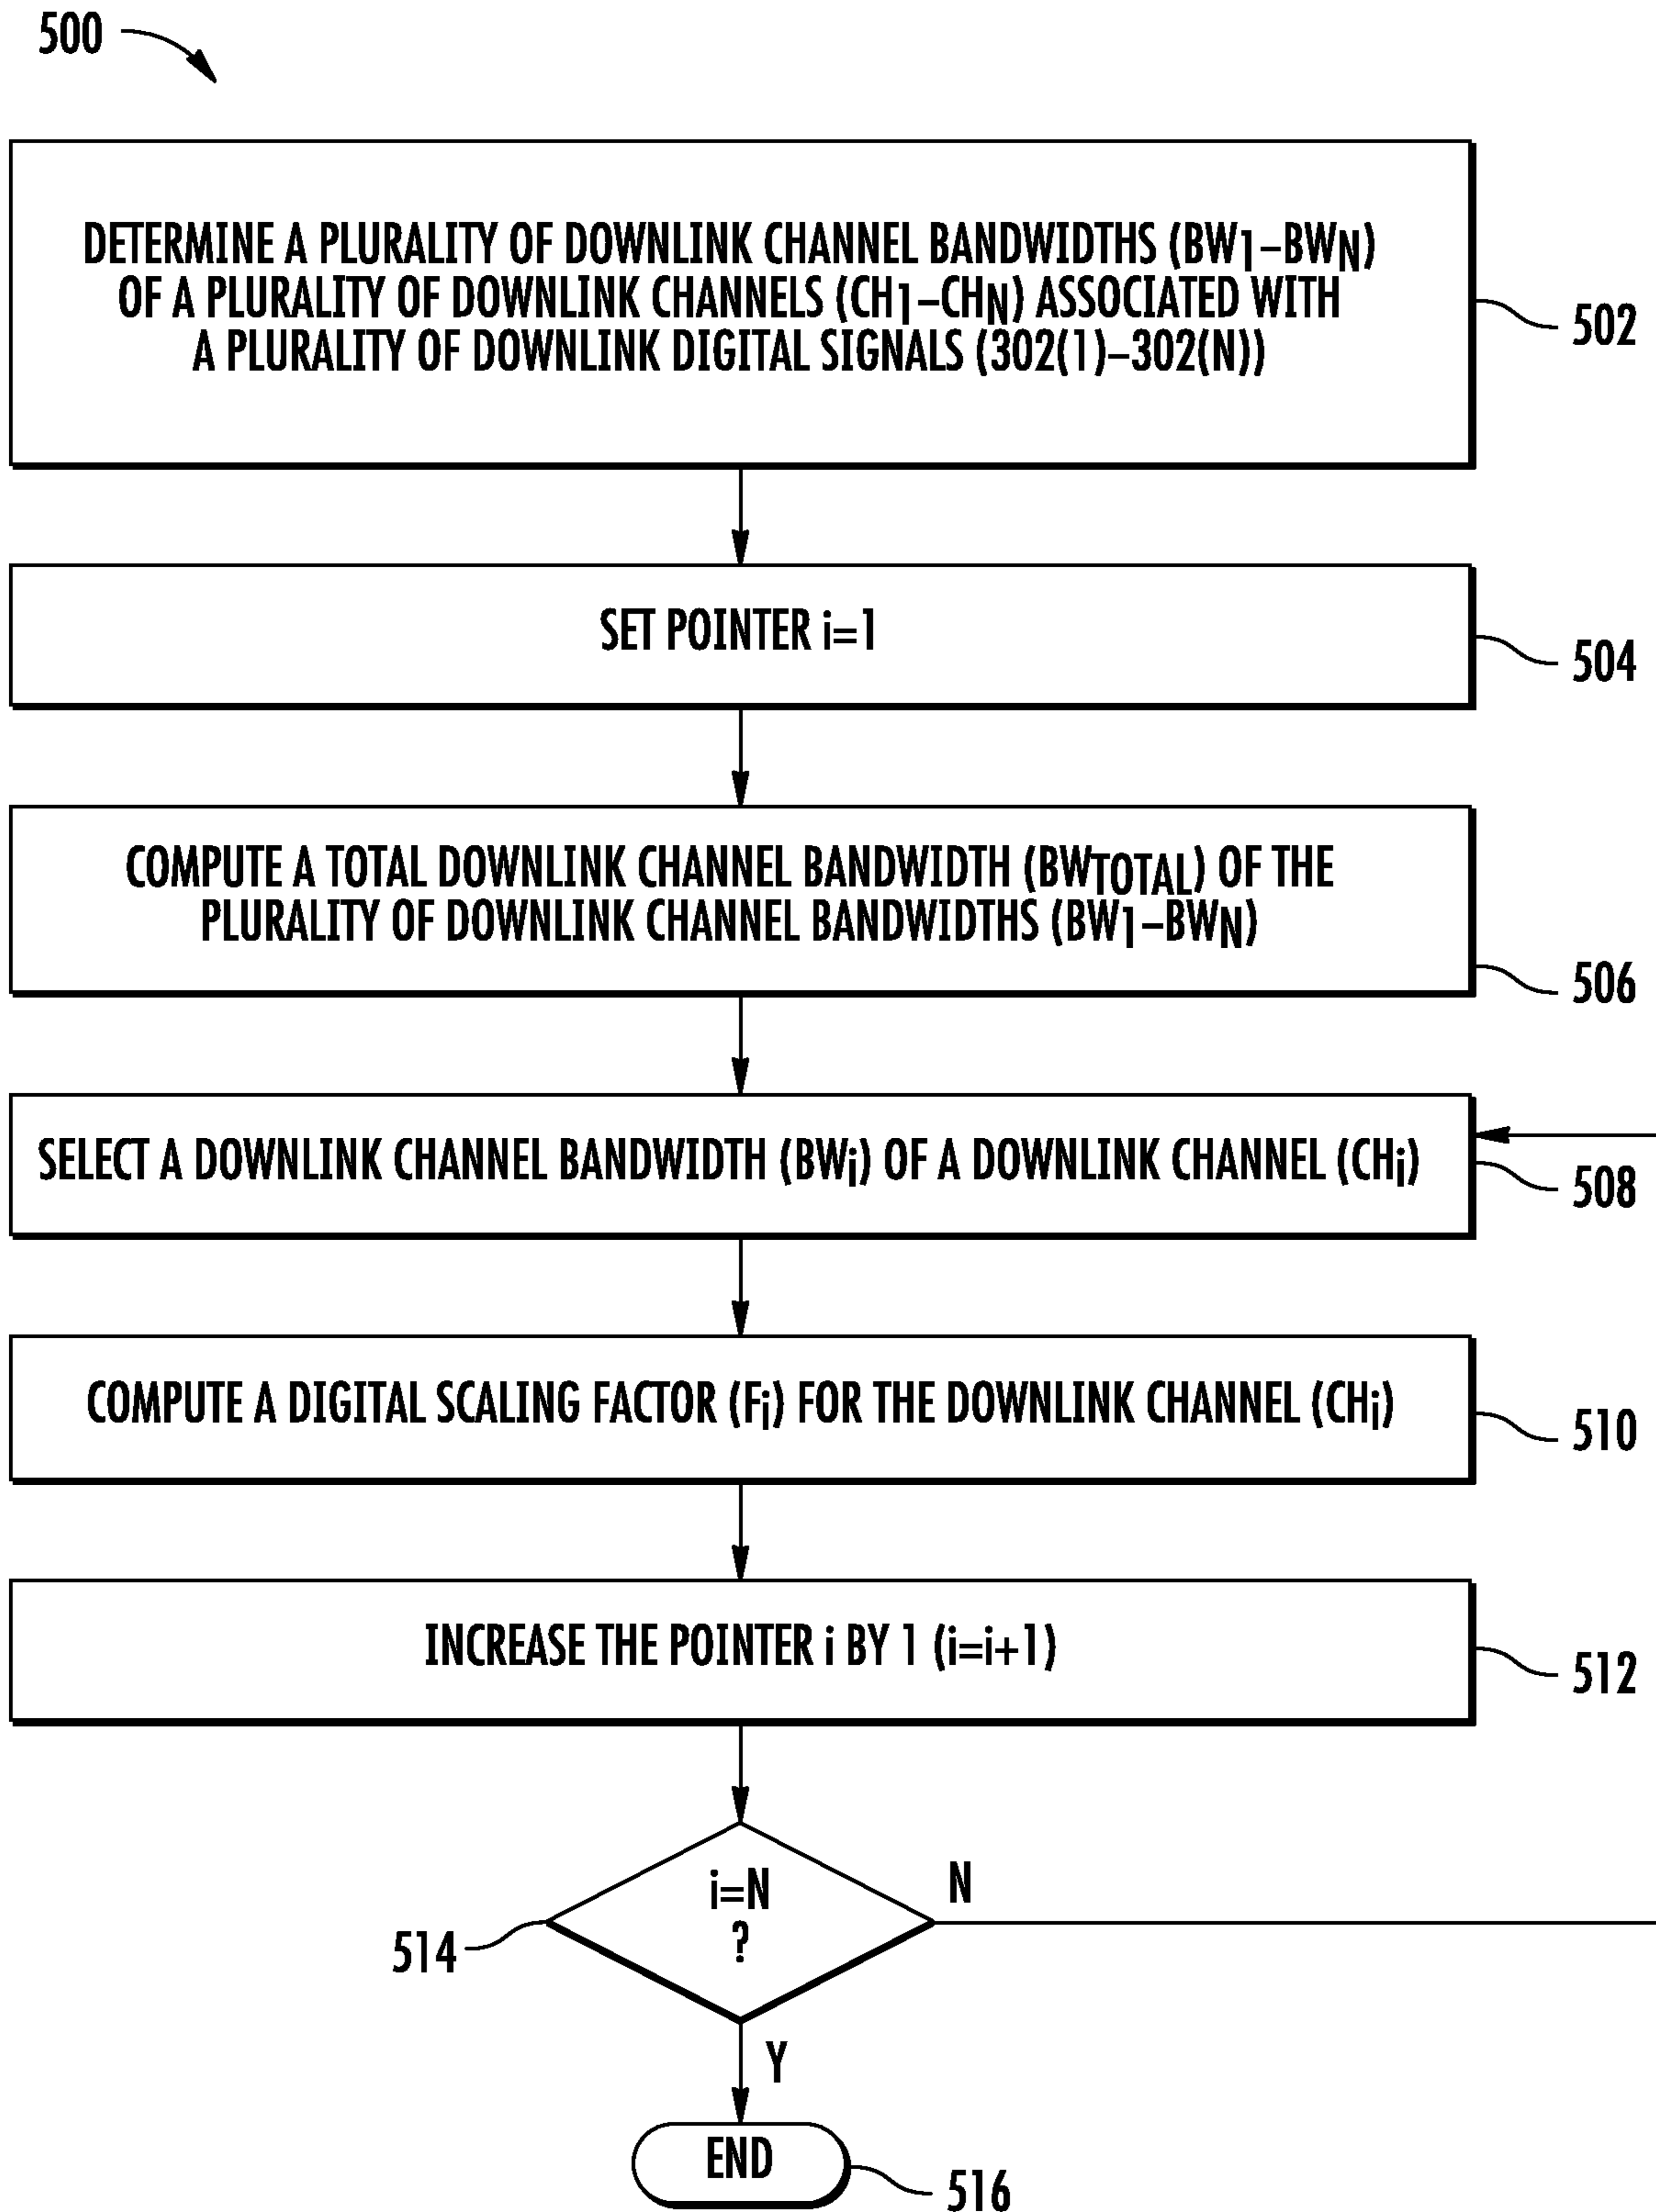 500
DETERMINE A PLURALITY OF DOWNLINK CHANNEL BANDWIDTHS (BW1–BWN)
OF A PLURALITY OF DOWNLINK CHANNELS (CH1–CHN) ASSOCIATED WITH
A PLURALITY OF DOWNLINK DIGITAL SIGNALS (302(1)–302(N))
502
SET POINTER i=1
504
COMPUTE A TOTAL DOWNLINK CHANNEL BANDWIDTH (BWTOTAL) OF THE
PLURALITY OF DOWNLINK CHANNEL BANDWIDTHS (BW1–BWN)
506
SELECT A DOWNLINK CHANNEL BANDWIDTH (BWi) OF A DOWNLINK CHANNEL (CHi)
508
COMPUTE A DIGITAL SCALING FACTOR (Fi) FOR THE DOWNLINK CHANNEL (CHi)
510
INCREASE THE POINTER i BY 1 (i=i+1)
512
i=N
?
N
514
Y
END
516